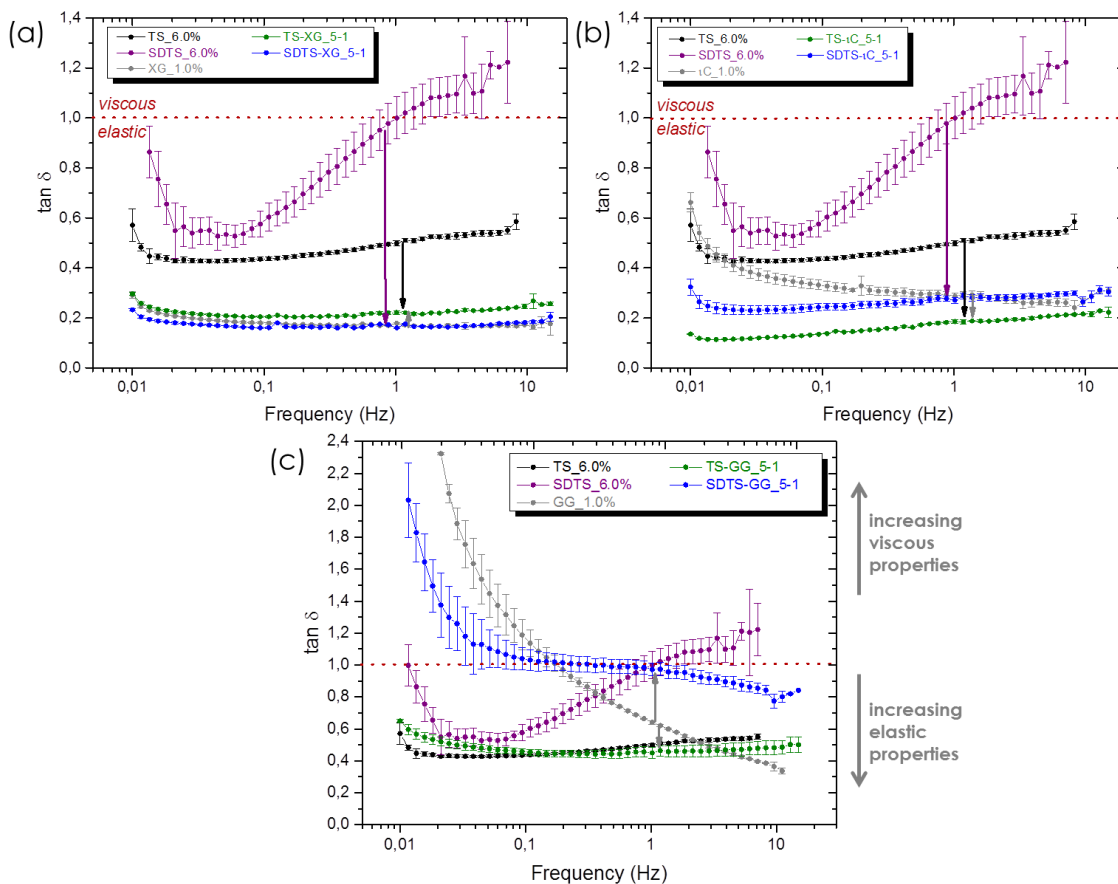 (a)
1,4
1,2
1,0
0,8
0,6
0,4
0,2
0,0
tan δ
TS_6.0%
SDTS_6.0%
XG_1.0%
TS-XG_5-1
SDTS-XG_5-1
viscous
elastic
0,01
0,1
1
10
Frequency (Hz)
(b)
1,4
1,2
1,0
0,8
0,6
0,4
0,2
0,0
tan δ
TS_6.0%
SDTS_6.0%
ιC_1.0%
TS-ιC_5-1
SDTS-ιC_5-1
viscous
elastic
0,01
0,1
1
10
Frequency (Hz)
(c)
2,4
2,2
2,0
1,8
1,6
1,4
1,2
1,0
0,8
0,6
0,4
0,2
0,0
tan δ
TS_6.0%
SDTS_6.0%
GG_1.0%
TS-GG_5-1
SDTS-GG_5-1
0,01
0,1
1
10
Frequency (Hz)
increasing
viscous
properties
increasing
elastic
properties